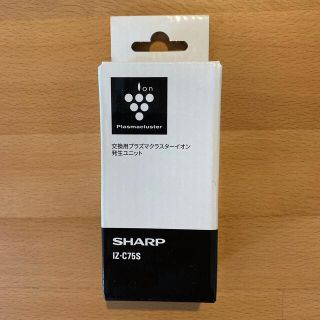 ion
Plasmacluster
交換用プラズマクラスターイオン
発生ユニット
SHARP
IZ-C75S